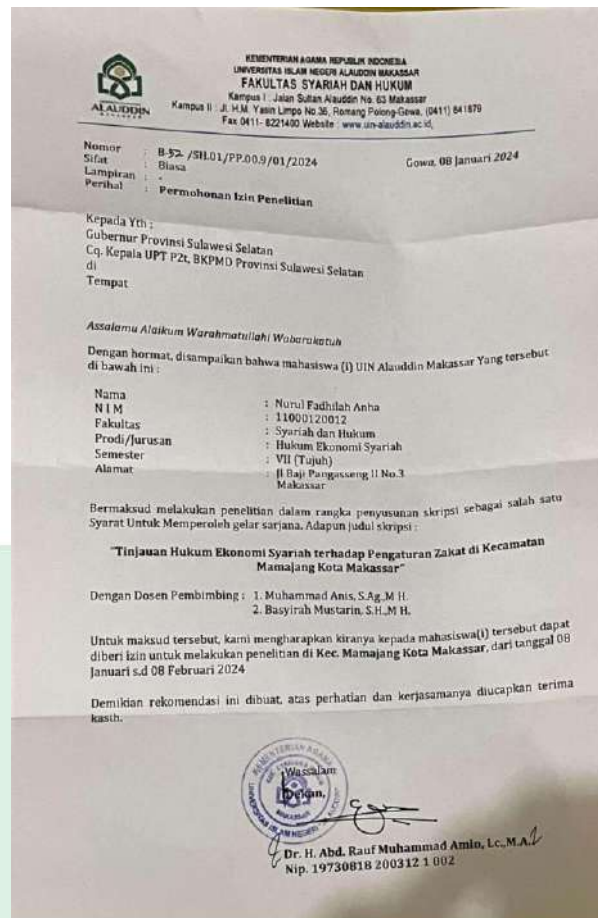 ALAUDDIN
MAKASSAR
KEMENTERIAN AGAMA REPUBLIK INDONESIA
UNIVERSITAS ISLAM NEGERI ALAUDDIN MAKASSAR
FAKULTAS SYARIAH DAN HUKUM
Kampus I : Jalan Sultan Alauddin No. 63 Makassar
Kampus II : Jl. H.M. Yasin Limpo No.36, Romang Polong-Gowa, (0411) 841879
Fax 0411- 8221400 Website : www.uin-alauddin.ac.id,
Nomor : B-52 /SH.01/PP.00.9/01/2024
Gowa, 08 Januari 2024
Sifat : Biasa
Lampiran : -
Perihal : Permohonan Izin Penelitian
Kepada Yth :
Gubernur Provinsi Sulawesi Selatan
Cq. Kepala UPT P2t, BKPMD Provinsi Sulawesi Selatan
di
Tempat
Assalamu Alaikum Warahmatullahi Wabarakatuh
Dengan hormat, disampaikan bahwa mahasiswa (i) UIN Alauddin Makassar Yang tersebut
di bawah ini :
Nama : Nurul Fadhilah Anha
N I M : 11000120012
Fakultas : Syariah dan Hukum
Prodi/Jurusan : Hukum Ekonomi Syariah
Semester : VII (Tujuh)
Alamat : Jl Baji Pangasseng II No.3
Makassar
Bermaksud melakukan penelitian dalam rangka penyusunan skripsi sebagai salah satu
Syarat Untuk Memperoleh gelar sarjana. Adapun judul skripsi :
"Tinjauan Hukum Ekonomi Syariah terhadap Pengaturan Zakat di Kecamatan
Mamajang Kota Makassar"
Dengan Dosen Pembimbing : 1. Muhammad Anis, S.Ag.,M H.
2. Basyirah Mustarin, S.H.,M H.
Untuk maksud tersebut, kami mengharapkan kiranya kepada mahasiswa(i) tersebut dapat
diberi izin untuk melakukan penelitian di Kec. Mamajang Kota Makassar, dari tanggal 08
Januari s.d 08 Februari 2024
Demikian rekomendasi ini dibuat, atas perhatian dan kerjasamanya diucapkan terima
kasih.
KEMENTERIAN AGAMA
UNIVERSITAS ISLAM NEGERI ALAUDDIN
MAKASSAR
Wassalam
Dekan,
Dr. H. Abd. Rauf Muhammad Amin, Lc.,M.A.
Nip. 19730818 200312 1 002